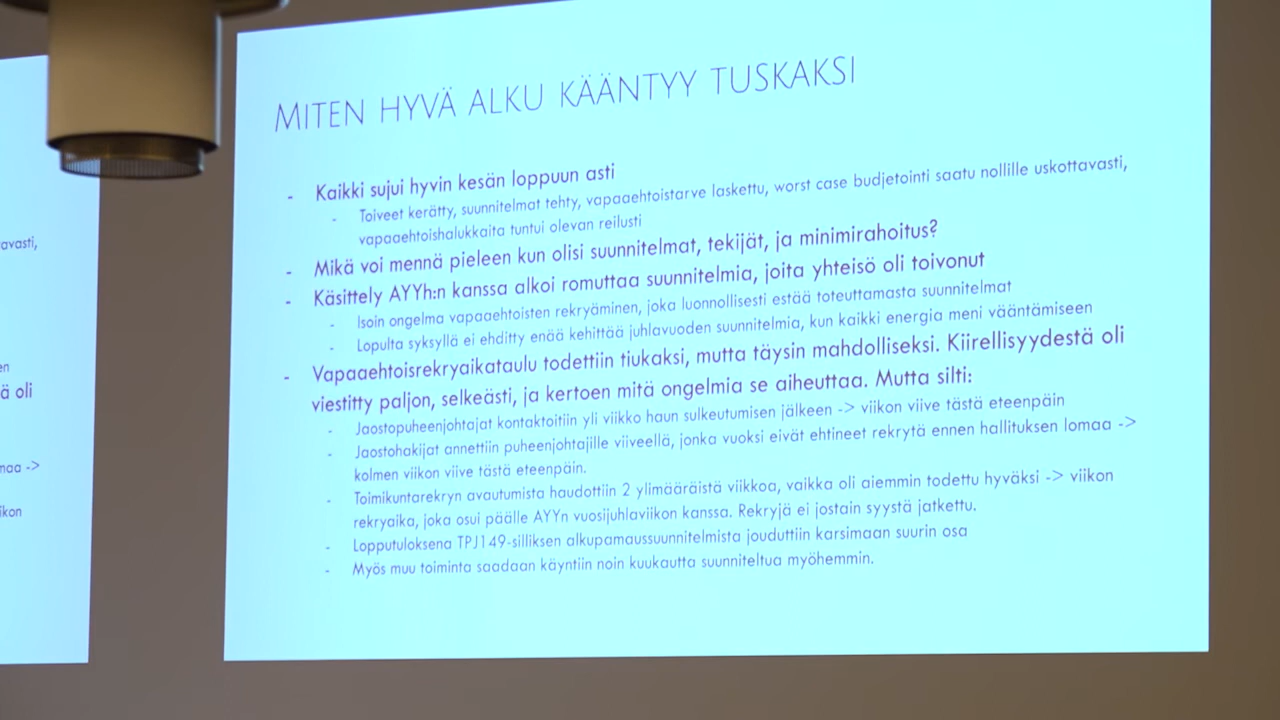 MITEN HYVÄ ALKU KÄÄNTYY TUSKAKSI
- Kaikki sujui hyvin kesän loppuun asti
- Toiveet kerätty, suunnitelmat tehty, vapaaehtoistarve laskettu, worst case budjetointi saatu nollille uskottavasti,
vapaaehtoishalukkaita tuntui olevan reilusti
- Mikä voi mennä pieleen kun olisi suunnitelmat, tekijät, ja minimirahoitus?
- Käsittely AYYh:n kanssa alkoi romuttaa suunnitelmia, joita yhteisö oli toivonut
- Isoin ongelma vapaaehtoisten rekryäminen, joka luonnollisesti estää toteuttamasta suunnitelmat
- Lopulta syksyllä ei ehditty enää kehittää juhlavuoden suunnitelmia, kun kaikki energia meni vääntämiseen
- Vapaaehtoisrekryaikataulu todettiin tiukaksi, mutta täysin mahdolliseksi. Kiirellisyydestä oli
viestitty paljon, selkeästi, ja kertoen mitä ongelmia se aiheuttaa. Mutta silti:
- Jaostopuheenjohtajat kontaktoitiin yli viikko haun sulkeutumisen jälkeen -> viikon viive tästä eteenpäin
- Jaostohakijat annettiin puheenjohtajille viiveellä, jonka vuoksi eivät ehtineet rekrytä ennen hallituksen lomaa ->
kolmen viikon viive tästä eteenpäin.
- Toimikuntarekryn avautumista haudottiin 2 ylimääräistä viikkoa, vaikka oli aiemmin todettu hyväksi -> viikon
rekryaika, joka osui päälle AYYn vuosijuhlaviikon kanssa. Rekryjä ei jostain syystä jatkettu.
- Lopputuloksena TPJ149-silliksen alkupamaussuunnitelmista jouduttiin karsimaan suurin osa
- Myös muu toiminta saadaan käyntiin noin kuukautta suunniteltua myöhemmin.
avasti,
en
ä oli
maa ->
ikon